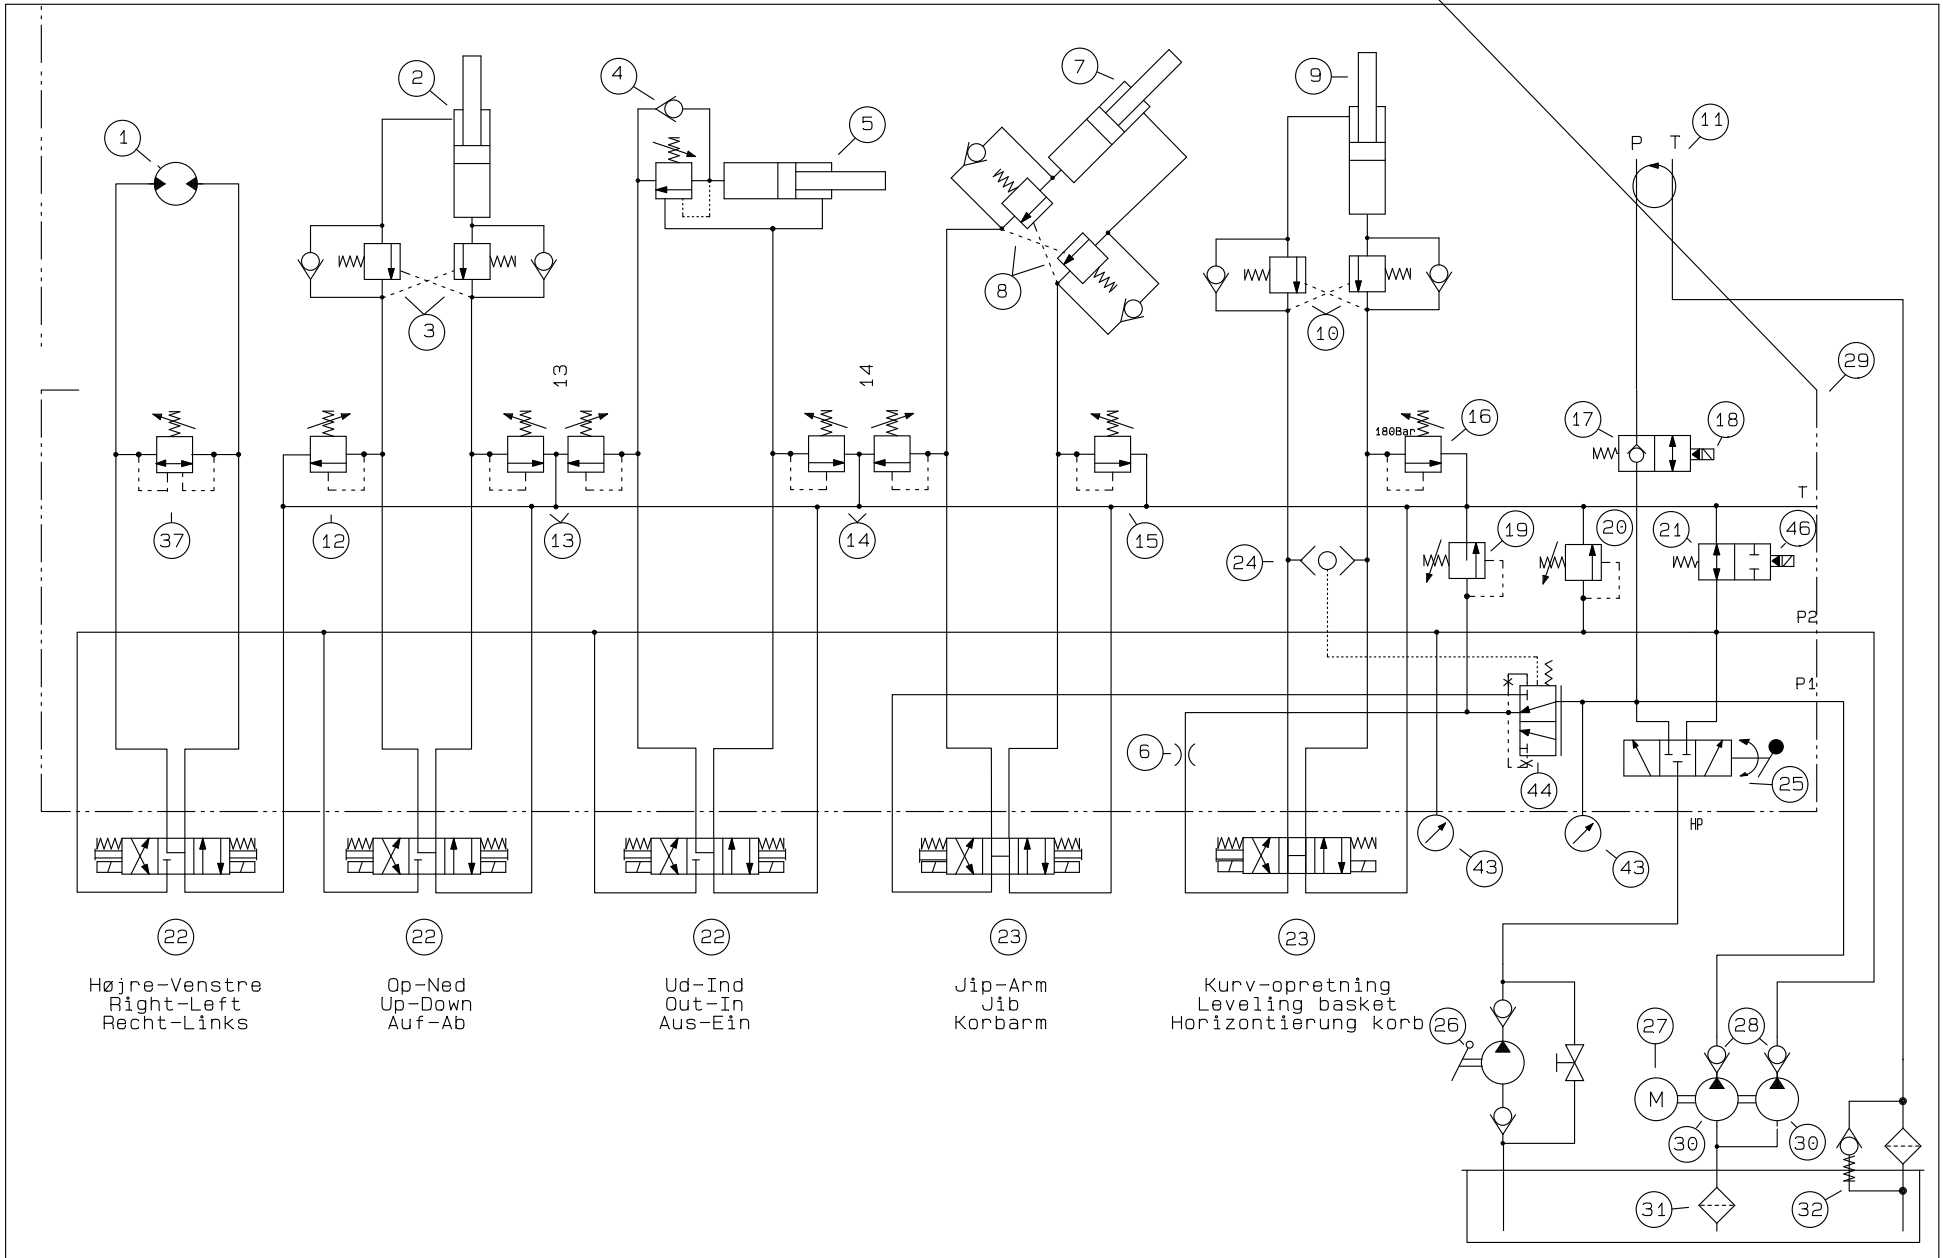 2
4
7
9
5
11
P T
1
3
8
10
29
13
14
16
180Bar
17
18
T
37
12
13
14
15
24
19
20
21
46
P2
P1
6
44
25
HP
43
43
22
22
22
23
23
Højre-Venstre
Right-Left
Recht-Links
Op-Ned
Up-Down
Auf-Ab
Ud-Ind
Out-In
Aus-Ein
Jip-Arm
Jib
Korbarm
Kurv-opretning
Leveling basket
Horizontierung korb
26
27
28
M
30
30
31
32